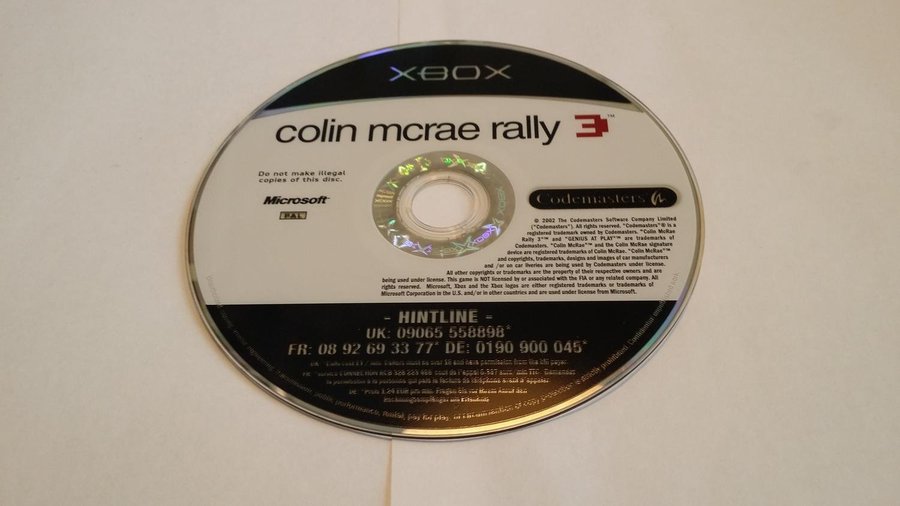 XBOX
colin mcrae rally 3™
Do not make illegal
copies of this disc.
Microsoft®
PAL
Codemasters
© 2002 The Codemasters Software Company Limited
("Codemasters"). All rights reserved. "Codemasters"® is a
registered trademark owned by Codemasters. "Colin McRae
Rally 3"™ and "GENIUS AT PLAY"™ are trademarks of
Codemasters. "Colin McRae"™ and the Colin McRae signature
device are registered trademarks of Colin McRae. "Colin McRae"™
and copyrights, trademarks, designs and images of car manufacturers
and /or on car liveries are being used by Codemasters under license.
All other copyrights or trademarks are the property of their respective owners and are
being used under license. This game is NOT licensed by or associated with the FIA or any related company. All
rights reserved. Microsoft, Xbox and the Xbox logos are either registered trademarks or trademarks of
Microsoft Corporation in the U.S. and/or in other countries and are used under license from Microsoft.
- HINTLINE -
UK: 09065 558898*
FR: 08 92 69 33 77* DE: 0190 900 045*